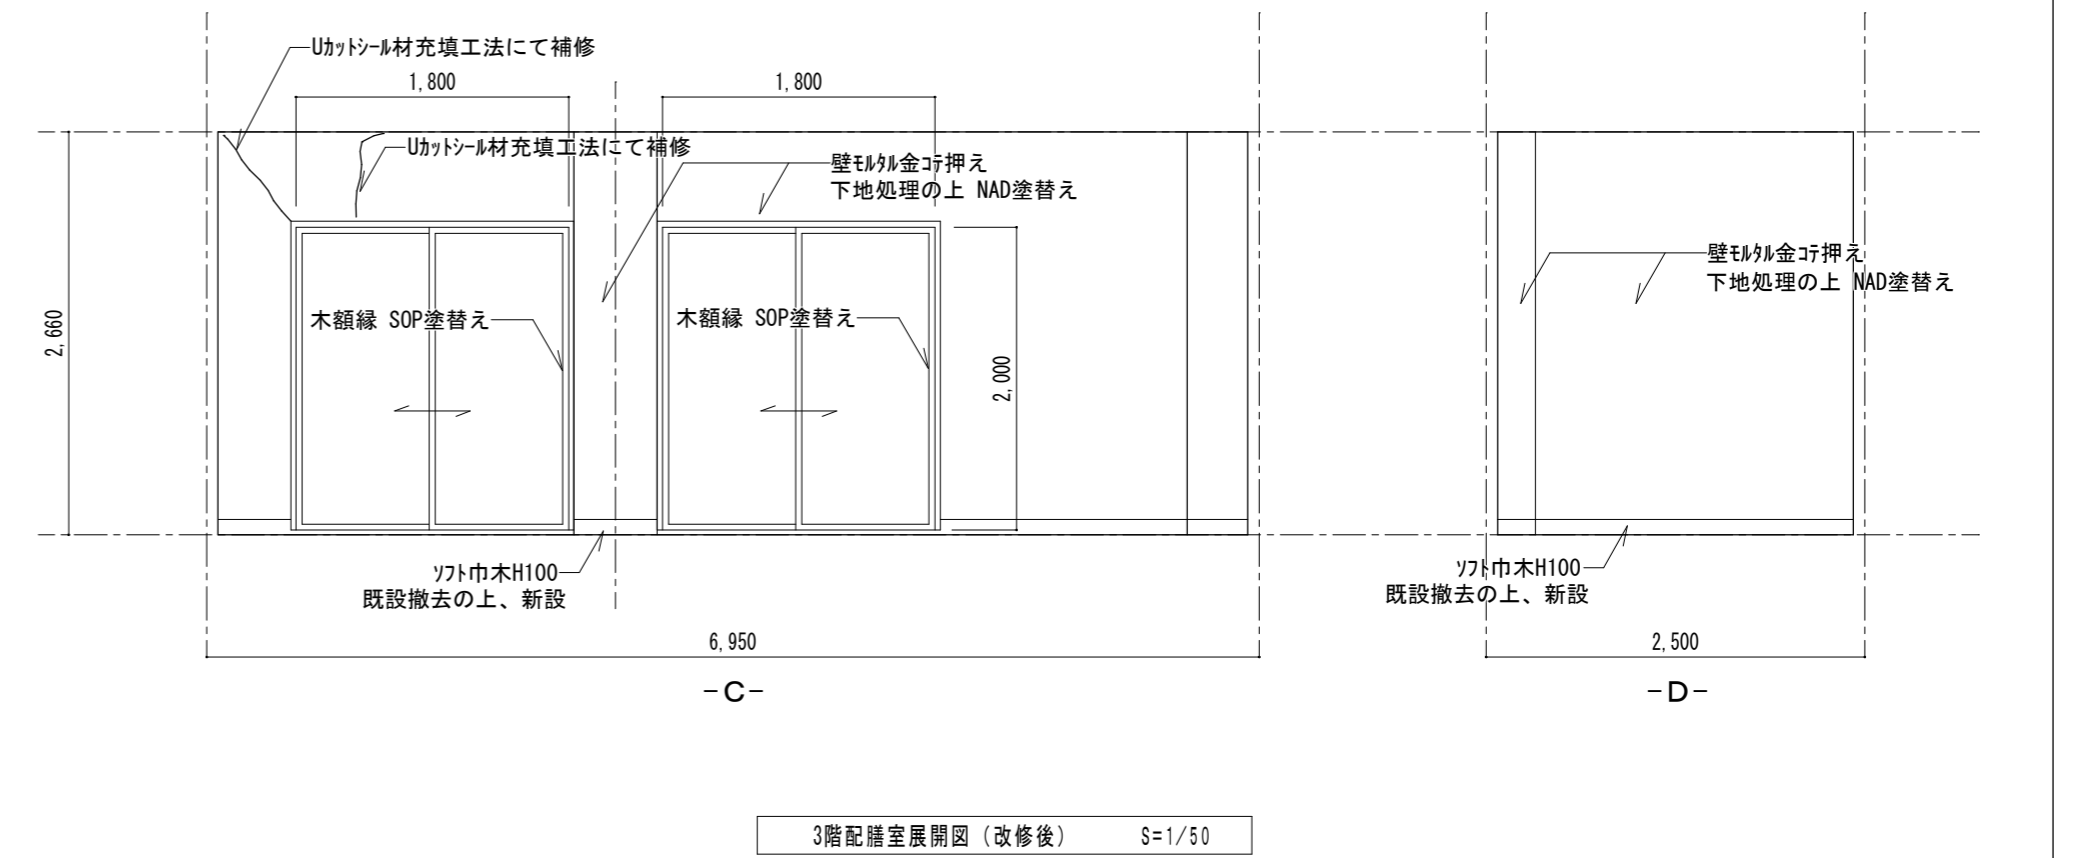 Uｶｯﾄｼｰﾙ材充填工法にて補修
1,800
1,800
Uｶｯﾄｼｰﾙ材充填工法にて補修
壁ﾓﾙﾀﾙ金ｺﾃ押え
下地処理の上 NAD塗替え
壁ﾓﾙﾀﾙ金ｺﾃ押え
下地処理の上 NAD塗替え
木額縁 SOP塗替え
木額縁 SOP塗替え
2,660
2,000
ｿﾌﾄ巾木H100
既設撤去の上、新設
ｿﾌﾄ巾木H100
既設撤去の上、新設
6,950
2,500
-C-
-D-
3階配膳室展開図（改修後） S=1/50